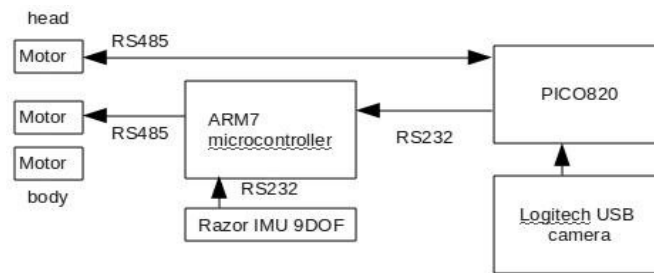 head
Motor
RS485
PICO820
Motor
RS485
ARM7
microcontroller
RS232
Motor
body
RS232
Razor IMU 9DOF
Logitech USB
camera